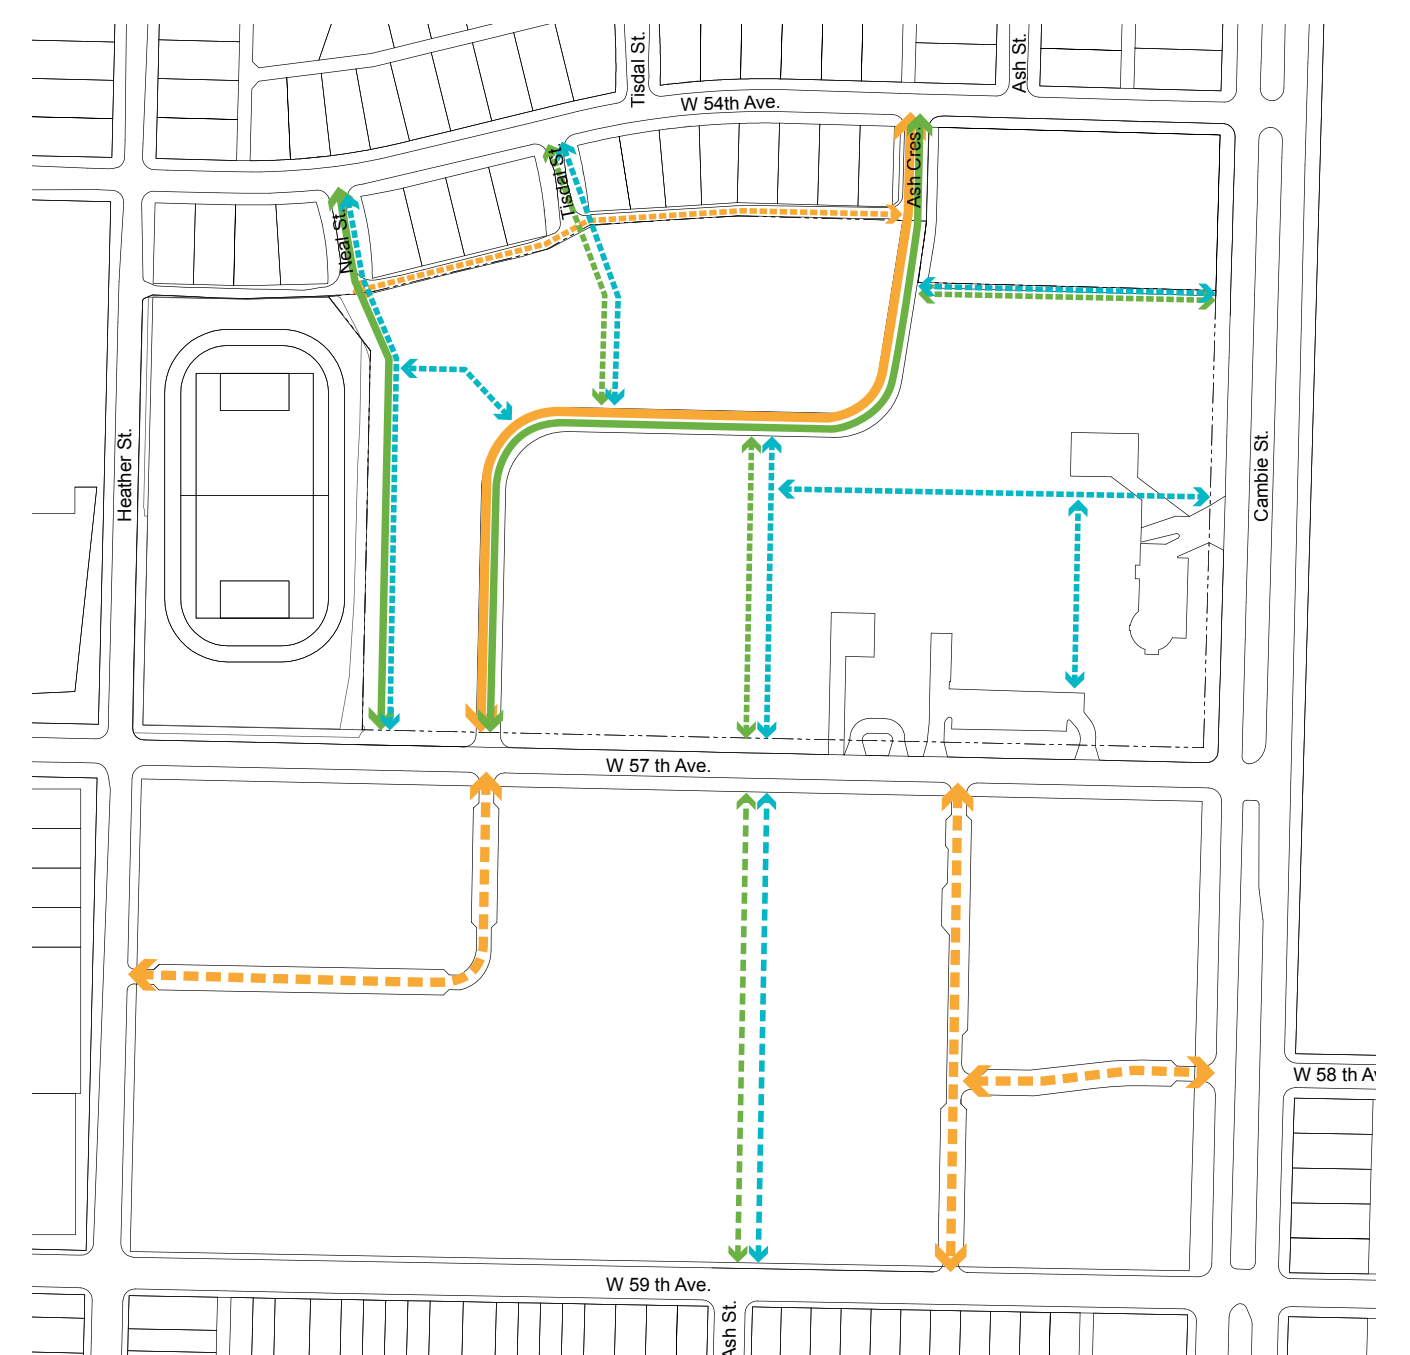 Tisdal St.
Ash St.
W 54th Ave.
Ash Cres.
Tisdal St.
Neal St.
Heather St.
Cambie St.
W 57 th Ave.
W 58 th Av
W 59 th Ave.
Ash St.